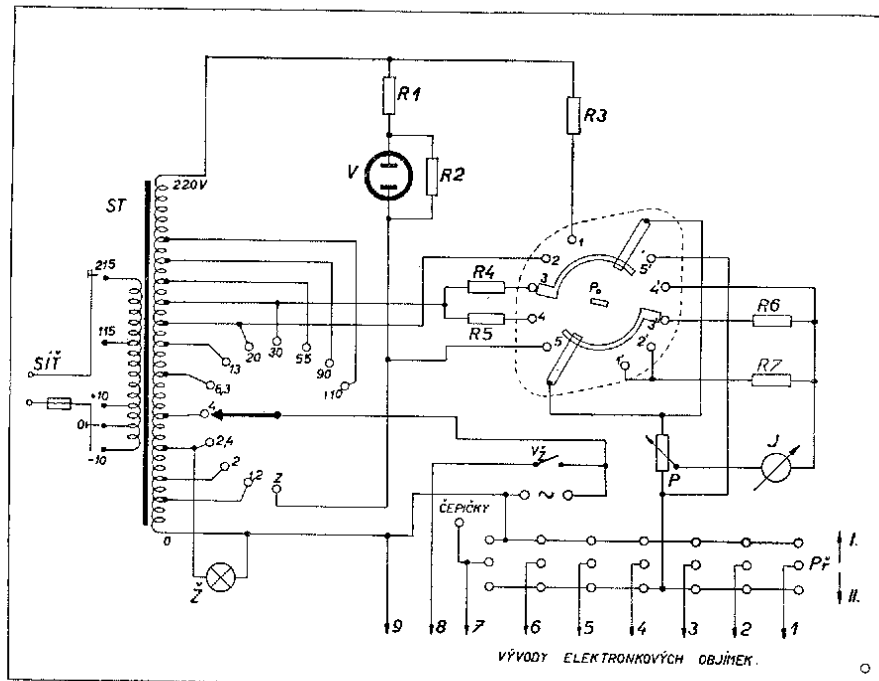 R1
R3
220V
V
R2
ST
215
1
2
5'
R4
3
P₀
4'
115
R5
4
3'
R6
20
30
55
5
2'
SÍŤ
13
90
1'
R7
6,3
110
+10
4
0
2,4
Vž
P
J
-10
2
1,2
Z
~
ČEPIČKY
0
I.
Př
Ž
II.
9
8
7
6
5
4
3
2
1
VÝVODY ELEKTRONKOVÝCH OBJÍMEK.